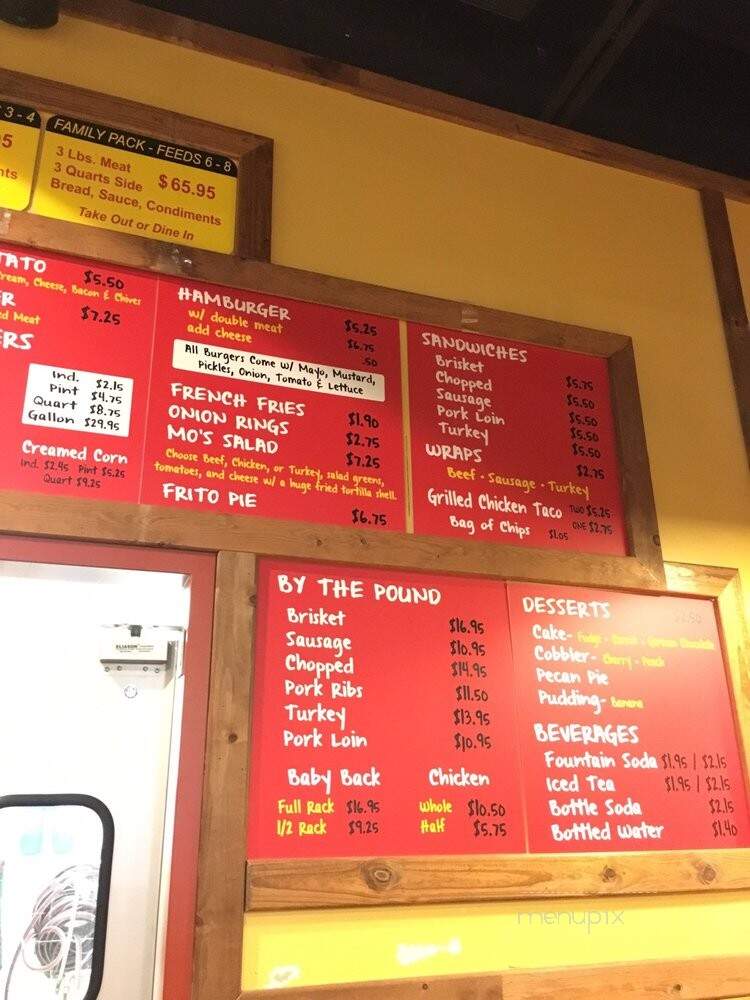 3 - 4
FAMILY PACK - FEEDS 6 - 8
3 Lbs. Meat
3 Quarts Side
$65.95
Bread, Sauce, Condiments
Take Out or Dine In
$5.50
Cheese, Bacon & Chives
$7.25
Meat
Ind. $2.15
Pint $4.75
Quart $8.75
Gallon $29.95
Creamed Corn
Ind. $2.45 Pint $5.25
Quart $9.25
HAMBURGER $5.25
w/ double meat $6.75
add cheese .50
All Burgers Come w/ Mayo, Mustard,
Pickles, Onion, Tomato & Lettuce
FRENCH FRIES $1.90
ONION RINGS $2.75
MO'S SALAD $7.25
Choose Beef, Chicken, or Turkey, salad greens,
tomatoes, and cheese w/ a huge fried tortilla shell.
FRITO PIE $6.75
SANDWICHES
Brisket $5.75
Chopped $5.50
Sausage $5.50
Pork Loin $5.50
Turkey $5.50
WRAPS $2.75
Beef - Sausage - Turkey
Grilled Chicken Taco TWO $5.25
ONE $2.75
Bag of Chips $1.05
BY THE POUND
Brisket $16.95
Sausage $10.95
Chopped $14.95
Pork Ribs $11.50
Turkey $13.95
Pork Loin $10.95
Baby Back
Full Rack $16.95
1/2 Rack $9.25
Chicken
Whole $10.50
Half $5.75
DESSERTS
Cake- Fudge - Carrot - German Chocolate
Cobbler- Cherry - Peach
Pecan Pie
Pudding- Banana
BEVERAGES
Fountain Soda $1.95 / $2.15
Iced Tea $1.95 / $2.15
Bottle Soda $2.15
Bottled Water $1.40
ELIASON
menupix